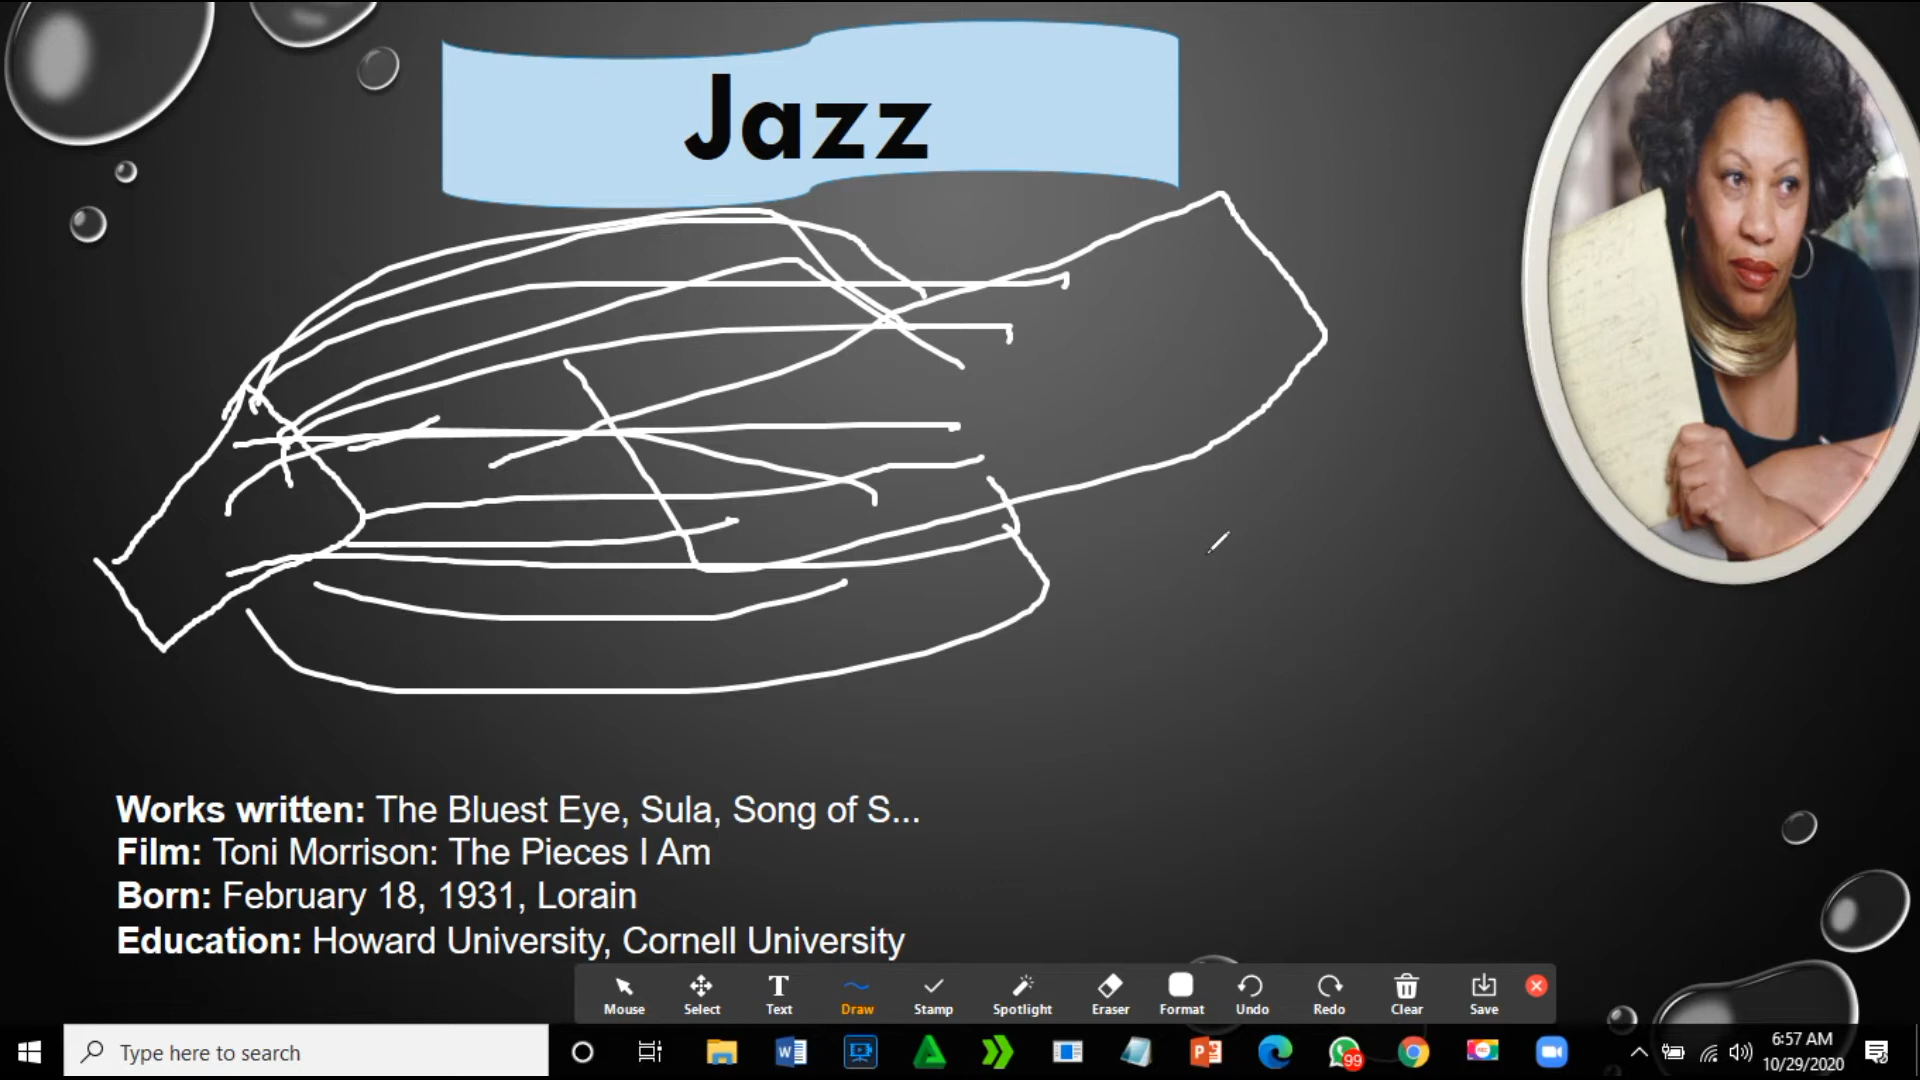 Jazz
Works written: The Bluest Eye, Sula, Song of S...
Film: Toni Morrison: The Pieces I Am
Born: February 18, 1931, Lorain
Education: Howard University, Cornell University
Mouse Select Text Draw Stamp Spotlight Eraser Format Undo Redo Clear Save
Type here to search
99
6:57 AM
10/29/2020